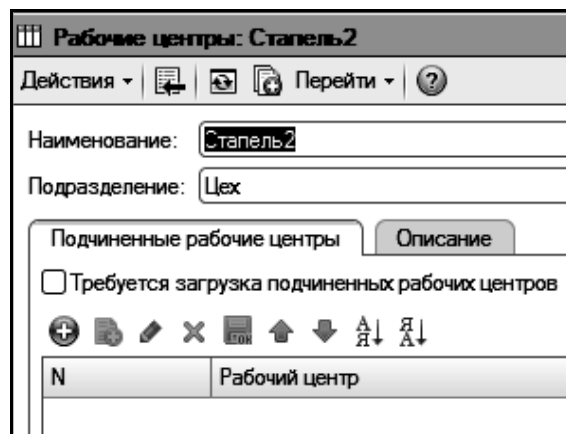 Рабочие центры: Стапель2
Действия Перейти ?
Наименование: Стапель2
Подразделение: Цех
Подчиненные рабочие центры Описание
Требуется загрузка подчиненных рабочих центров
N Рабочий центр